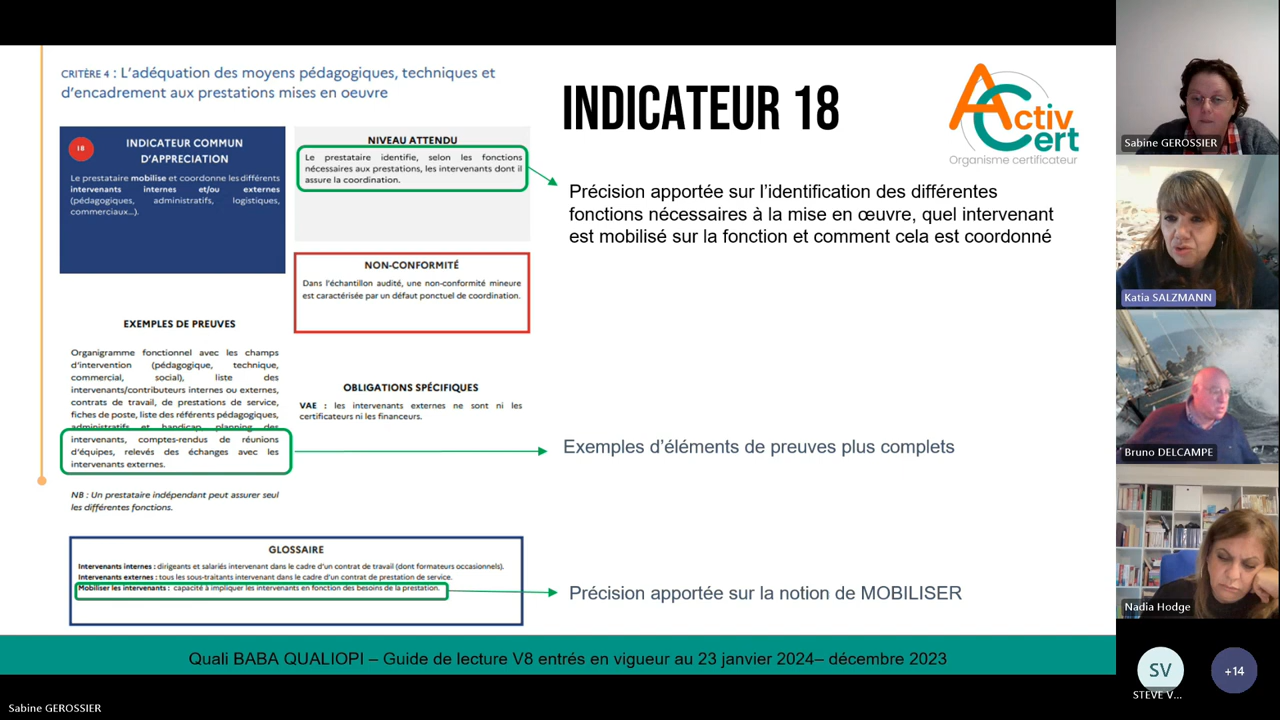 CRITÈRE 4 : L'adéquation des moyens pédagogiques, techniques et
d'encadrement aux prestations mises en oeuvre
18
INDICATEUR COMMUN
D'APPRECIATION
Le prestataire mobilise et coordonne les différents
intervenants internes et/ou externes
(pédagogiques, administratifs, logistiques,
commerciaux…).
NIVEAU ATTENDU
Le prestataire identifie, selon les fonctions
nécessaires aux prestations, les intervenants dont il
assure la coordination.
NON-CONFORMITÉ
Dans l'échantillon audité, une non-conformité mineure
est caractérisée par un défaut ponctuel de coordination.
EXEMPLES DE PREUVES
Organigramme fonctionnel avec les champs
d'intervention (pédagogique, technique,
commercial, social), liste des
intervenants/contributeurs internes ou externes,
contrats de travail, de prestations de service,
fiches de poste, liste des référents pédagogiques,
administratifs et handicap, planning des
intervenants, comptes-rendus de réunions
d'équipes, relevés des échanges avec les
intervenants externes.
NB : Un prestataire indépendant peut assurer seul
les différentes fonctions.
OBLIGATIONS SPÉCIFIQUES
VAE : les intervenants externes ne sont ni les
certificateurs ni les financeurs.
GLOSSAIRE
Intervenants internes : dirigeants et salariés intervenant dans le cadre d'un contrat de travail (dont formateurs occasionnels).
Intervenants externes : tous les sous-traitants intervenant dans le cadre d'un contrat de prestation de service.
Mobiliser les intervenants : capacité à impliquer les intervenants en fonction des besoins de la prestation.
INDICATEUR 18
Activ
Cert
Organisme certificateur
Précision apportée sur l'identification des différentes
fonctions nécessaires à la mise en œuvre, quel intervenant
est mobilisé sur la fonction et comment cela est coordonné
Exemples d'éléments de preuves plus complets
Précision apportée sur la notion de MOBILISER
Quali BABA QUALIOPI – Guide de lecture V8 entrés en vigueur au 23 janvier 2024– décembre 2023
Sabine GEROSSIER
Katia SALZMANN
Bruno DELCAMPE
Nadia Hodge
SV
STEVE V...
+14
Sabine GEROSSIER